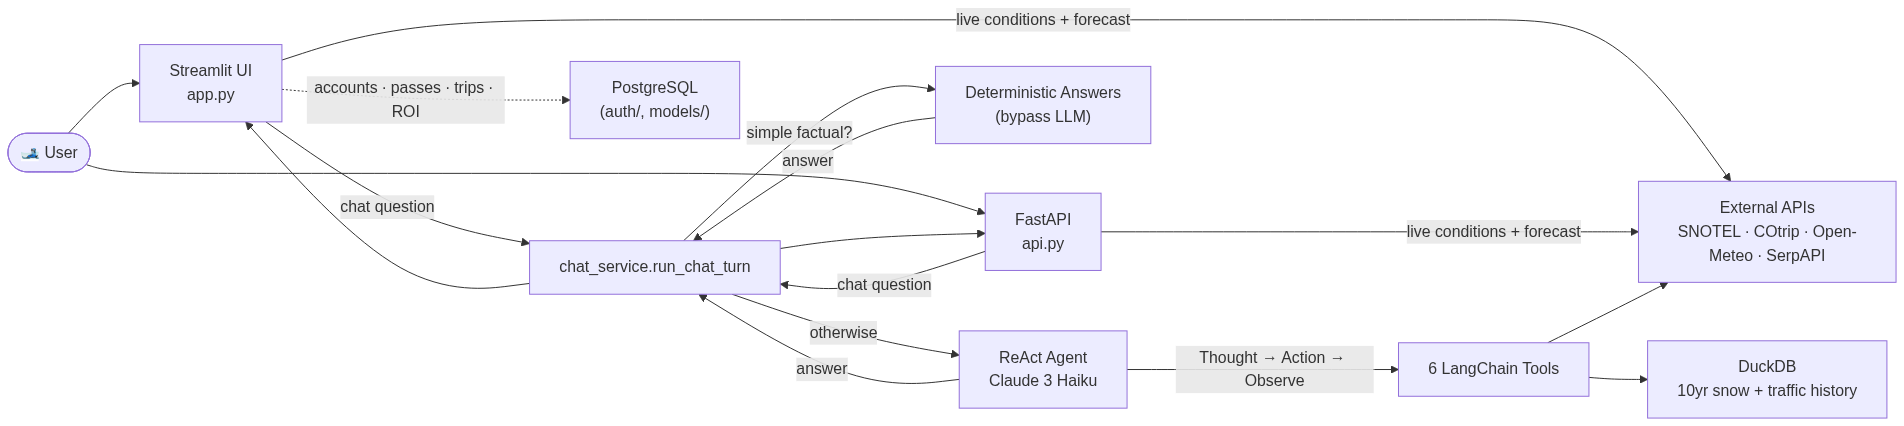 live conditions + forecast
Streamlit UI
app.py
accounts · passes · trips ·
ROI
PostgreSQL
(auth/, models/)
Deterministic Answers
(bypass LLM)
simple factual?
answer
🎿 User
chat question
FastAPI
api.py
live conditions + forecast
External APIs
SNOTEL · COtrip · Open-
Meteo · SerpAPI
chat_service.run_chat_turn
chat question
otherwise
answer
ReAct Agent
Claude 3 Haiku
Thought → Action →
Observe
6 LangChain Tools
DuckDB
10yr snow + traffic history